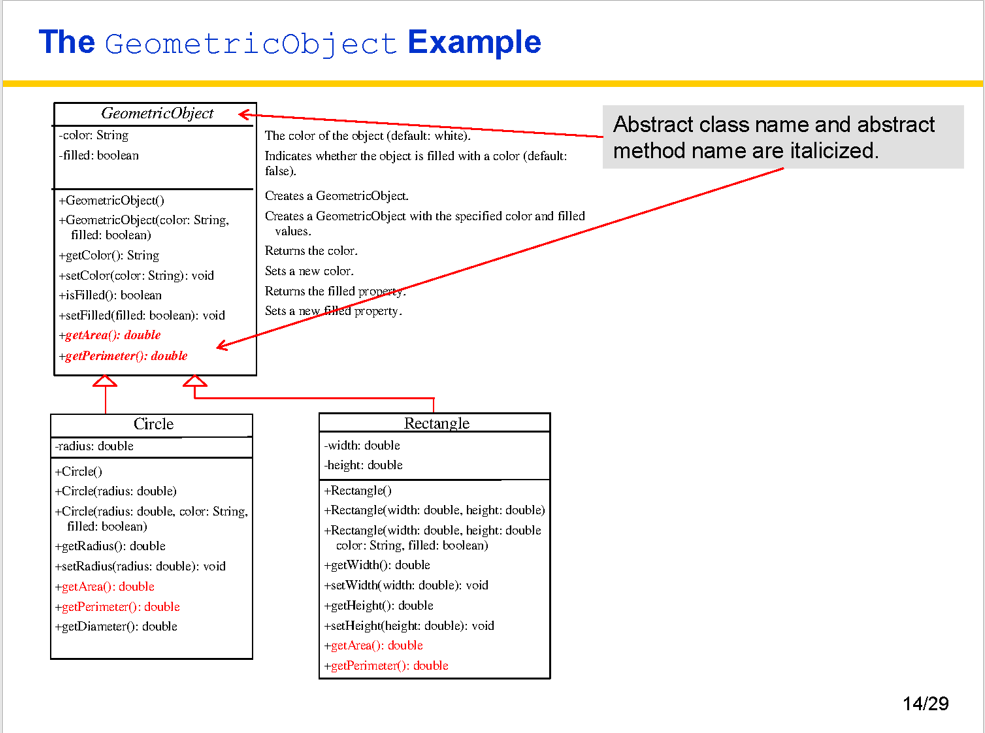 The GeometricObject Example
GeometricObject
-color: String
-filled: boolean
+GeometricObject()
+GeometricObject(color: String,
filled: boolean)
+getColor(): String
+setColor(color: String): void
+isFilled(): boolean
+setFilled(filled: boolean): void
+getArea(): double
+getPerimeter(): double
The color of the object (default: white).
Indicates whether the object is filled with a color (default:
false).
Creates a GeometricObject.
Creates a GeometricObject with the specified color and filled
values.
Returns the color.
Sets a new color.
Returns the filled property.
Sets a new filled property.
Abstract class name and abstract
method name are italicized.
Circle
-radius: double
+Circle()
+Circle(radius: double)
+Circle(radius: double, color: String,
filled: boolean)
+getRadius(): double
+setRadius(radius: double): void
+getArea(): double
+getPerimeter(): double
+getDiameter(): double
Rectangle
-width: double
-height: double
+Rectangle()
+Rectangle(width: double, height: double)
+Rectangle(width: double, height: double
color: String, filled: boolean)
+getWidth(): double
+setWidth(width: double): void
+getHeight(): double
+setHeight(height: double): void
+getArea(): double
+getPerimeter(): double
14/29